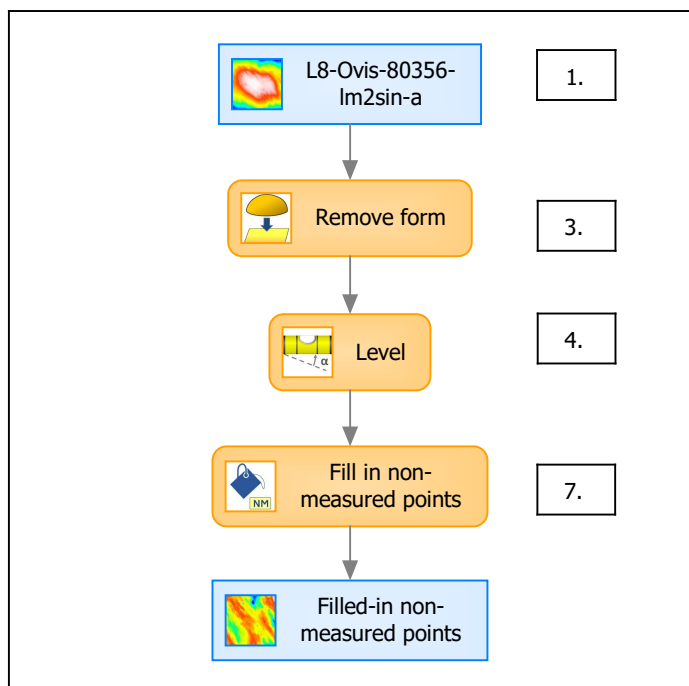 L8-Ovis-80356-
lm2sin-a
1.
Remove form
3.
α
Level
4.
NM
Fill in non-
measured points
7.
Filled-in non-
measured points